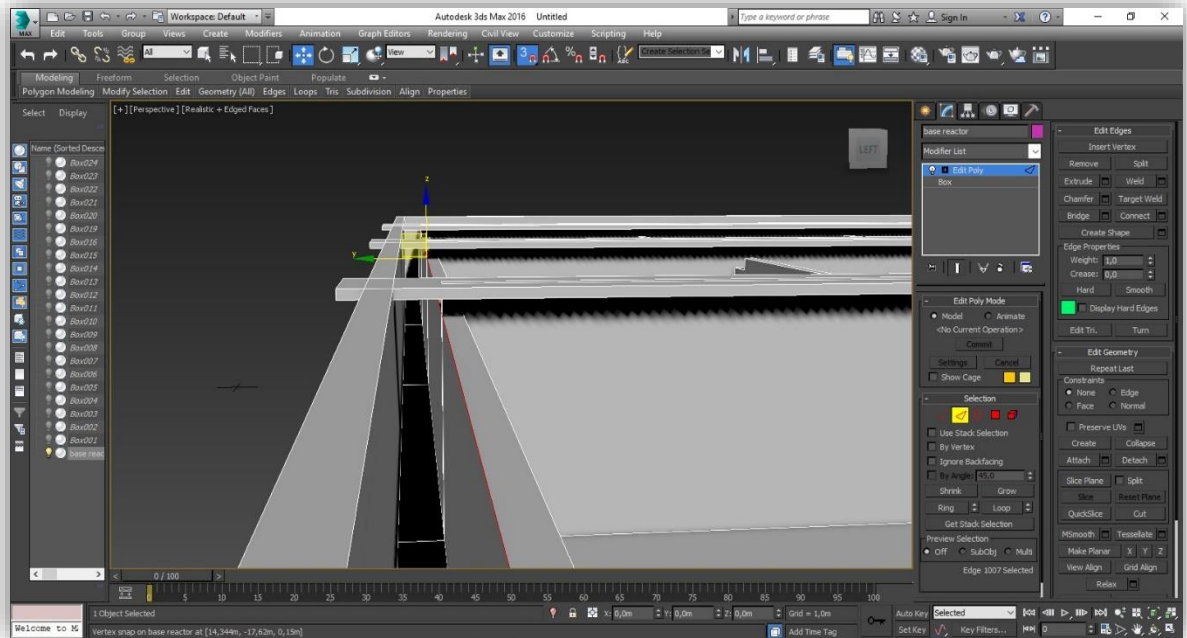 Workspace: Default
Autodesk 3ds Max 2016 Untitled
Type a keyword or phrase
Sign In
MAX
Edit Tools Group Views Create Modifiers Animation Graph Editors Rendering Civil View Customize Scripting Help
All
View
Create Selection Se
Modeling Freeform Selection Object Paint Populate
Polygon Modeling Modify Selection Edit Geometry (All) Edges Loops Tris Subdivision Align Properties
Select Display
[+] [Perspective] [Realistic + Edged Faces]
Name (Sorted Descen
Box024
Box023
Box022
Box021
Box020
Box019
Box016
Box015
Box014
Box013
Box012
Box011
Box010
Box009
Box008
Box007
Box006
Box005
Box004
Box003
Box002
Box001
base reac
LEFT
z
Y
base reactor
Modifier List
Edit Poly
Box
Edit Poly Mode
Model Animate
<No Current Operation>
Commit
Settings Cancel
Show Cage
Selection
Use Stack Selection
By Vertex
Ignore Backfacing
By Angle: 45,0
Shrink Grow
Ring Loop
Get Stack Selection
Preview Selection
Off SubObj Multi
Edge 1007 Selected
Edit Edges
Insert Vertex
Remove Split
Extrude Weld
Chamfer Target Weld
Bridge Connect
Create Shape
Edge Properties
Weight: 1,0
Crease: 0,0
Hard Smooth
Display Hard Edges
Edit Tri. Turn
Edit Geometry
Repeat Last
Constraints
None Edge
Face Normal
Preserve UVs
Create Collapse
Attach Detach
Slice Plane Split
Slice Reset Plane
QuickSlice Cut
MSmooth Tessellate
Make Planar X Y Z
View Align Grid Align
Relax
0 / 100
0 5 10 15 20 25 30 35 40 45 50 55 60 65 70 75 80 85 90 95 100
1 Object Selected
X: 0,0m Y: 0,0m Z: 0,0m Grid = 1,0m
Auto Key Selected
Welcome to M
Vertex snap on base reactor at [14,344m, -17,62m, 0,15m]
Add Time Tag
Set Key Key Filters... 0